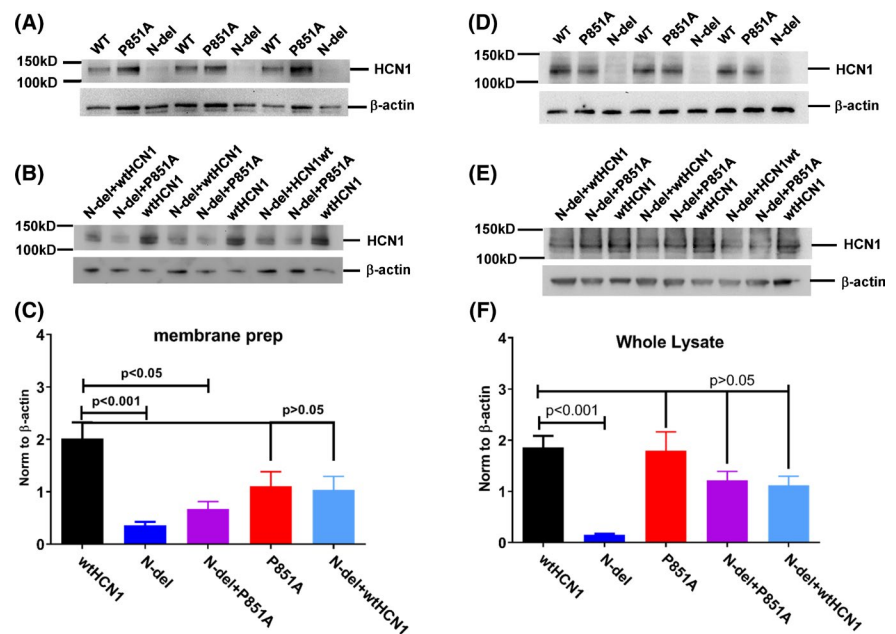 (A)
WT P851A N-del WT P851A N-del WT P851A N-del
150kD
100kD
HCN1
β-actin
(B)
N-del+wtHCN1 N-del+P851A wtHCN1 N-del+wtHCN1 N-del+P851A wtHCN1 N-del+HCN1wt N-del+P851A wtHCN1
150kD
100kD
HCN1
β-actin
(C)
membrane prep
Norm to β-actin
4
3
2
1
0
p<0.05
p<0.001
p>0.05
wtHCN1 N-del N-del+P851A P851A N-del+wtHCN1
(D)
WT P851A N-del WT P851A N-del WT P851A N-del
150kD
100kD
HCN1
β-actin
(E)
N-del+wtHCN1 N-del+P851A wtHCN1 N-del+wtHCN1 N-del+P851A wtHCN1 N-del+HCN1wt N-del+P851A wtHCN1
150kD
100kD
HCN1
β-actin
(F)
Whole Lysate
Norm to β-actin
4
3
2
1
0
p>0.05
p<0.001
wtHCN1 N-del P851A N-del+P851A N-del+wtHCN1